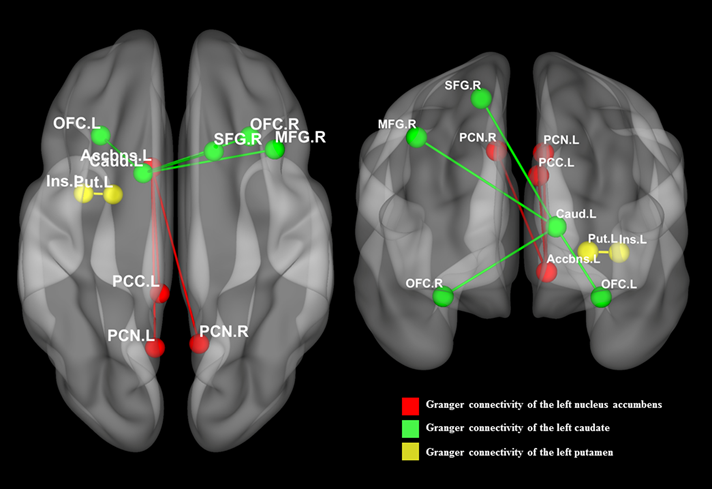 OFC.L
OFC.R
SFG.R
MFG.R
Accbns.L
Caud.L
Ins.L
Put.L
PCC.L
PCN.L
PCN.R
SFG.R
MFG.R
PCN.R
PCN.L
PCC.L
Caud.L
Put.L
Ins.L
Accbns.L
OFC.R
OFC.L
Granger connectivity of the left nucleus accumbens
Granger connectivity of the left caudate
Granger connectivity of the left putamen